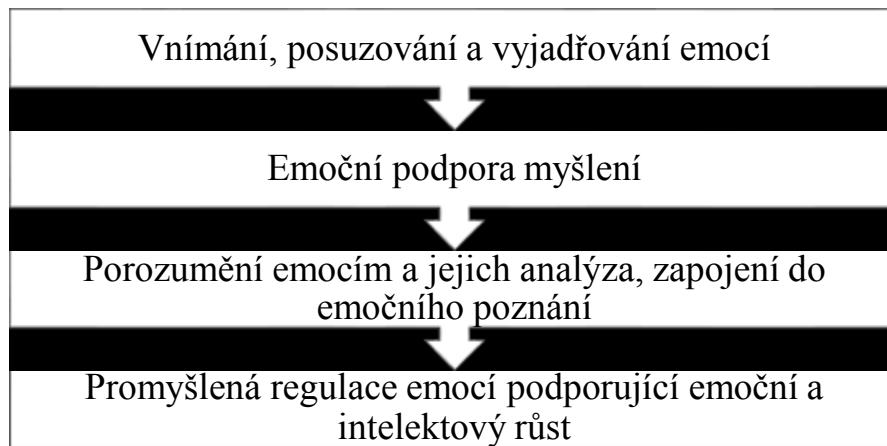 Vnímání, posuzování a vyjadřování emocí
Emoční podpora myšlení
Porozumění emocím a jejich analýza, zapojení do
emočního poznání
Promyšlená regulace emocí podporující emoční a
intelektový růst